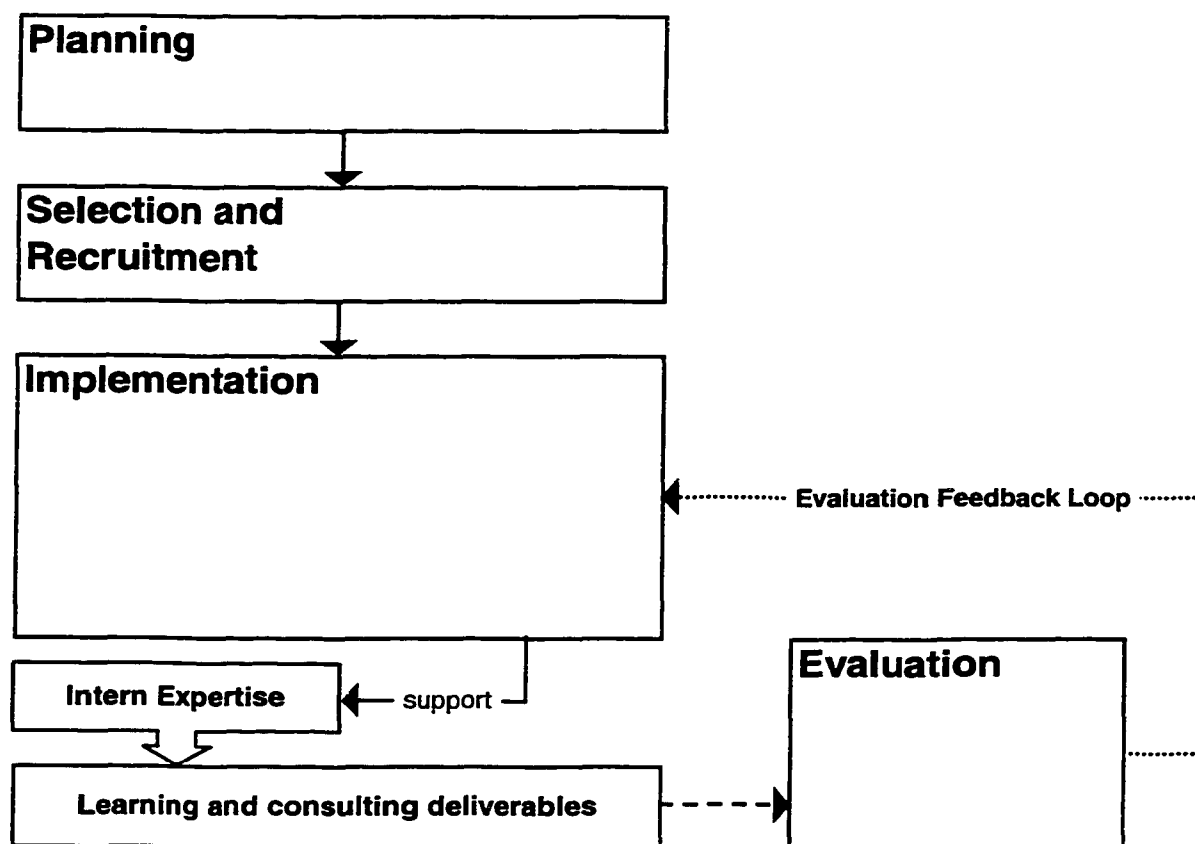 Planning
Selection and
Recruitment
Implementation
Evaluation Feedback Loop
Evaluation
Intern Expertise
support
Learning and consulting deliverables